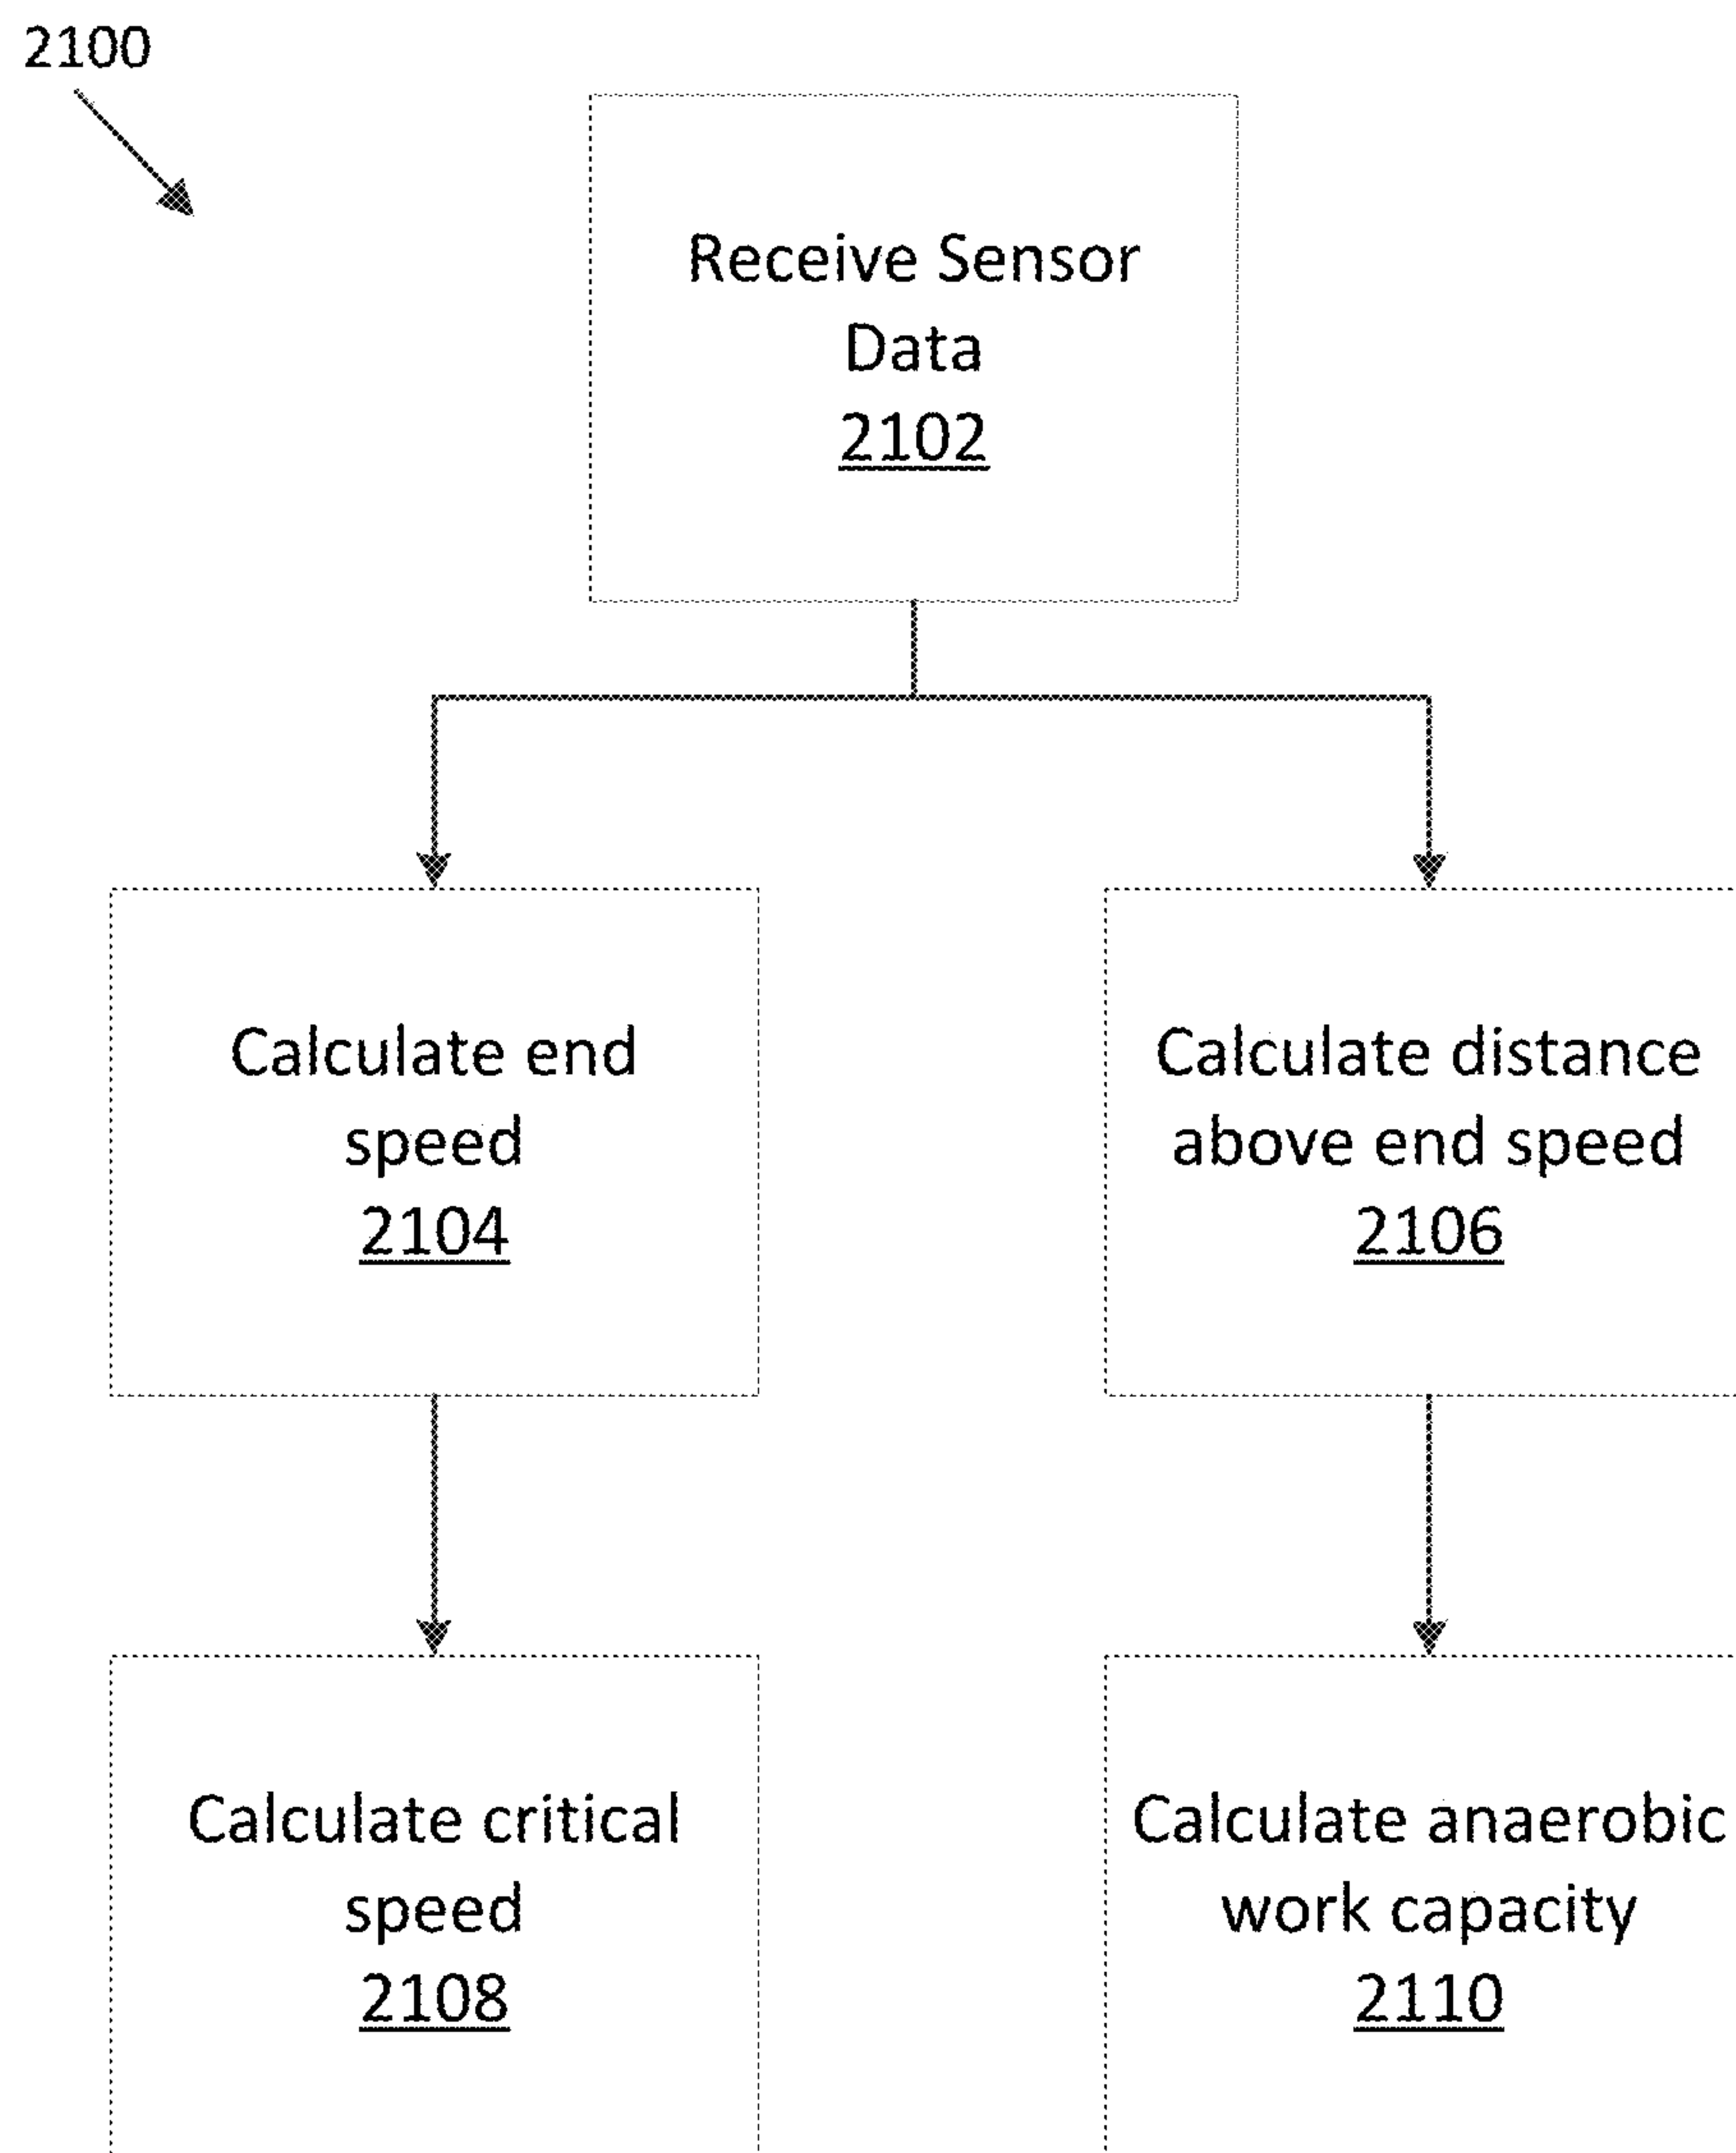 2100
Receive Sensor
Data
2102
Calculate end
speed
2104
Calculate distance
above end speed
2106
Calculate critical
speed
2108
Calculate anaerobic
work capacity
2110